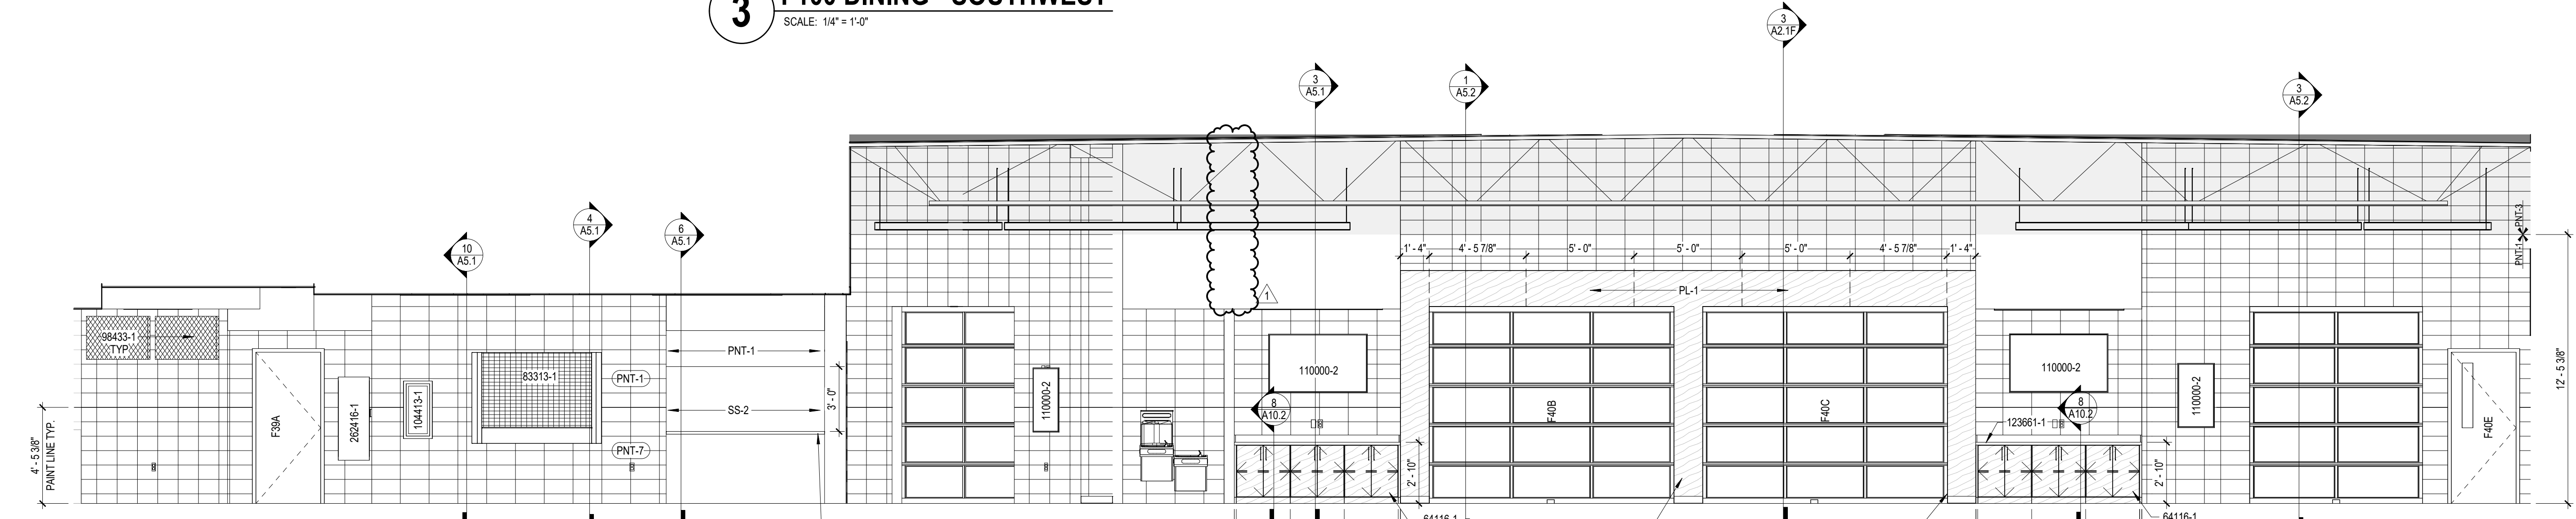 3
SCALE: 1/4" = 1'-0"
3
A2.1F
3
A5.1
1
A5.2
3
A5.2
4
A5.1
6
A5.1
10
A5.1
PNT-3
PNT-1
1' - 4"
4' - 5 7/8"
5' - 0"
5' - 0"
5' - 0"
4' - 5 7/8"
1' - 4"
PL-1
1
98433-1
TYP
PNT-1
83313-1
PNT-1
3' - 0"
SS-2
110000-2
110000-2
110000-2
110000-2
12' - 5 3/8"
4' - 5 3/8"
PAINT LINE TYP.
F39A
262416-1
104413-1
8
A10.2
F40B
F40C
8
A10.2
123661-1
F40E
PNT-7
2' - 10"
2' - 10"
64116-1
64116-1